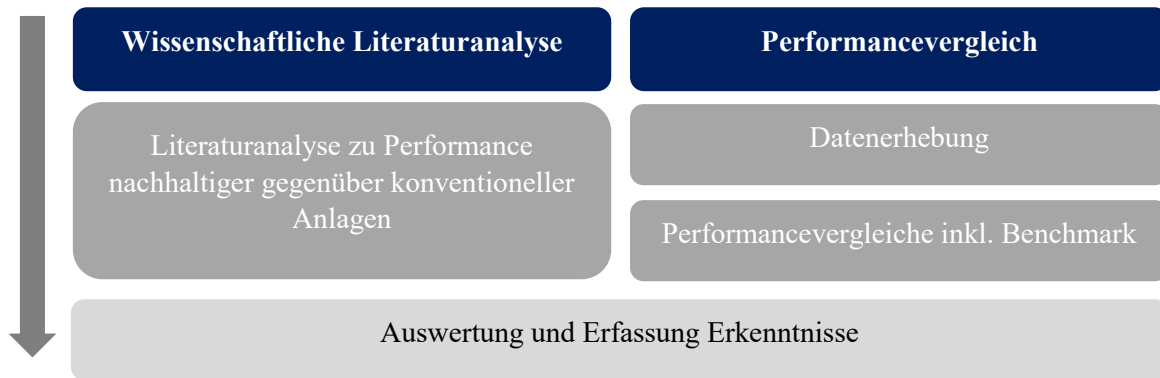 Wissenschaftliche Literaturanalyse
Performancevergleich
Literaturanalyse zu Performance
nachhaltiger gegenüber konventioneller
Anlagen
Datenerhebung
Performancevergleiche inkl. Benchmark
Auswertung und Erfassung Erkenntnisse